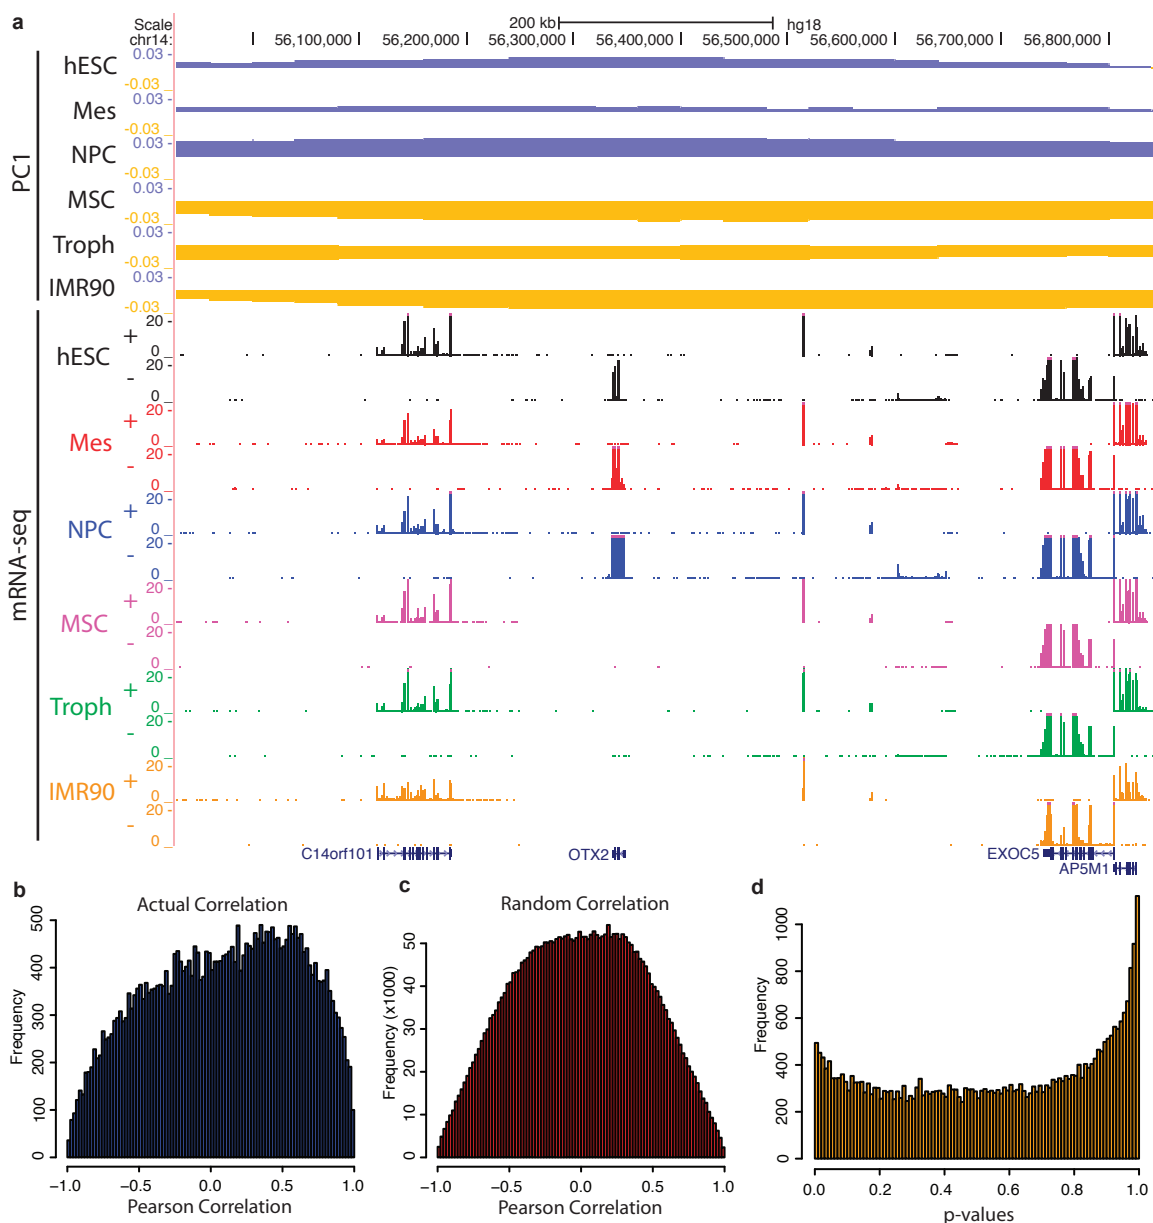 a
Scale 200 kb hg18
chr14: 56,100,000 56,200,000 56,300,000 56,400,000 56,500,000 56,600,000 56,700,000 56,800,000
PC1
hESC 0.03 - -0.03 _
Mes 0.03 - -0.03 _
NPC 0.03 - -0.03 _
MSC 0.03 - -0.03 _
Troph 0.03 - -0.03 _
IMR90 0.03 - -0.03 _
mRNA-seq
hESC
+ 20 - 0 _
- 20 - 0 _
Mes
+ 20 - 0 _
- 20 - 0 _
NPC
+ 20 - 0 _
- 20 - 0 _
MSC
+ 20 - 0 _
- 20 - 0 _
Troph
+ 20 - 0 _
- 20 - 0 _
IMR90
+ 20 - 0 _
- 20 - 0 _
C14orf101 OTX2 EXOC5
AP5M1
b
Actual Correlation
Frequency
500
400
300
200
100
0
-1.0 -0.5 0.0 0.5 1.0
Pearson Correlation
c
Random Correlation
Frequency (x1000)
50
40
30
20
10
0
-1.0 -0.5 0.0 0.5 1.0
Pearson Correlation
d
Frequency
1000
800
600
400
200
0
0.0 0.2 0.4 0.6 0.8 1.0
p-values